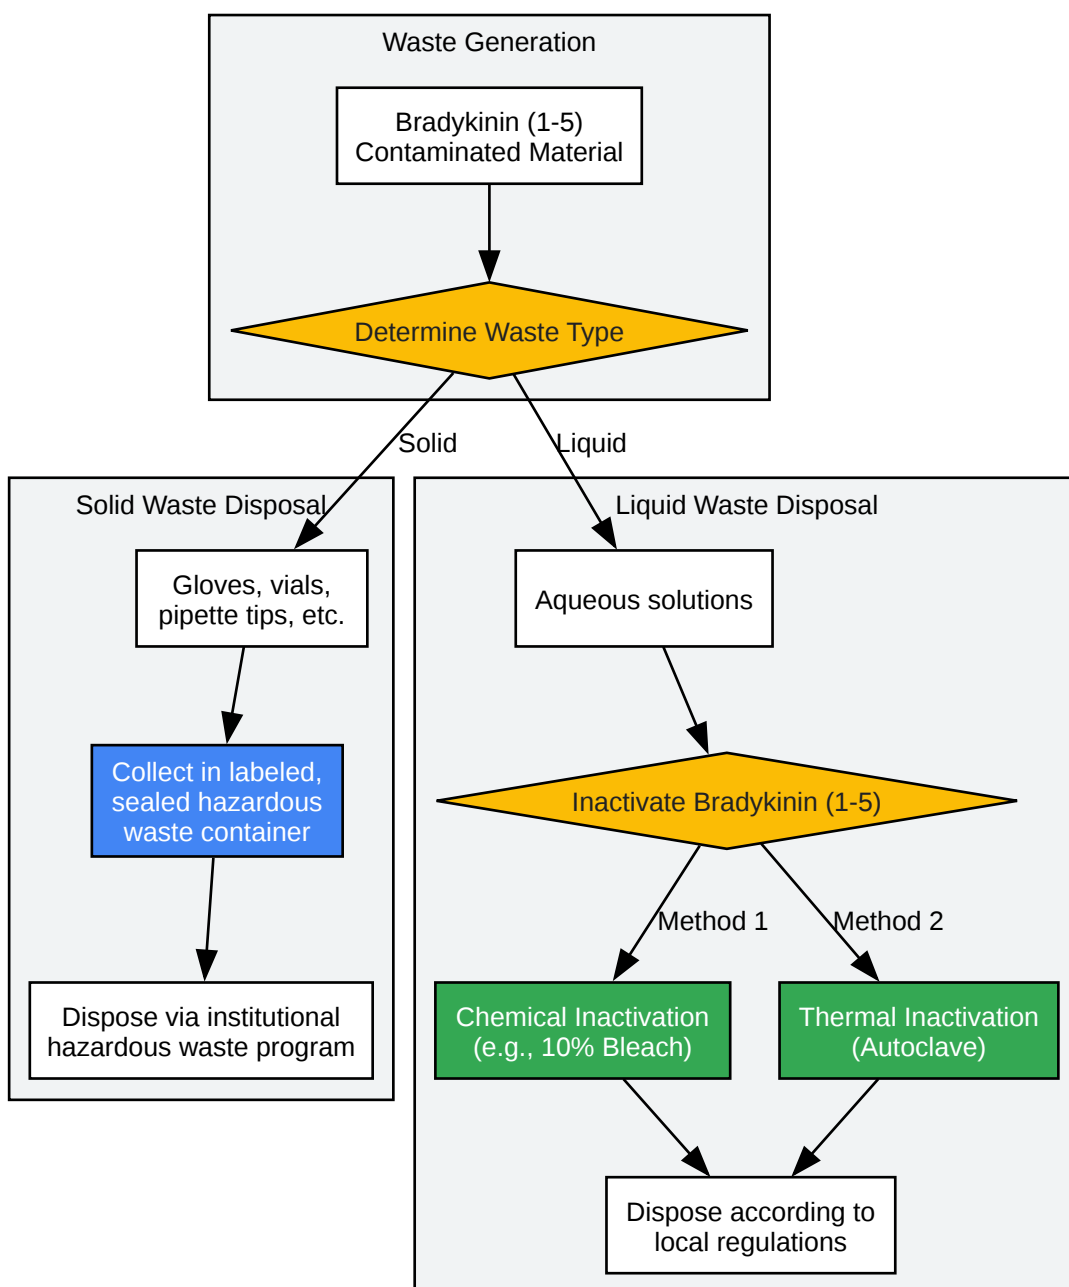 Waste Generation
Bradykinin (1-5)
Contaminated Material
Determine Waste Type
Solid
Liquid
Solid Waste Disposal
Gloves, vials,
pipette tips, etc.
Collect in labeled,
sealed hazardous
waste container
Dispose via institutional
hazardous waste program
Liquid Waste Disposal
Aqueous solutions
Inactivate Bradykinin (1-5)
Method 1
Method 2
Chemical Inactivation
(e.g., 10% Bleach)
Thermal Inactivation
(Autoclave)
Dispose according to
local regulations